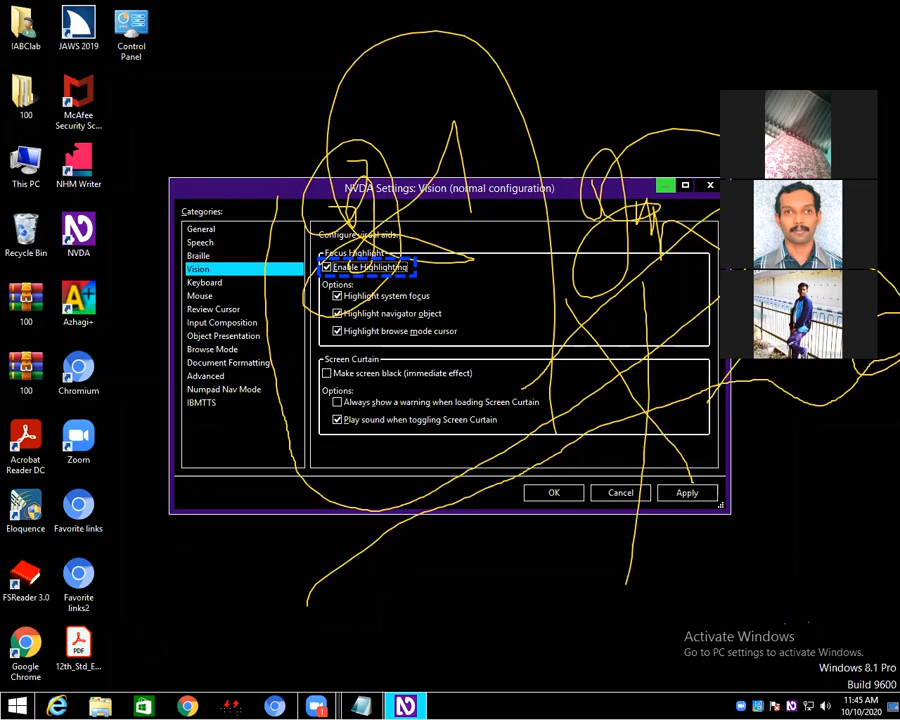 IABClab
JAWS 2019
Control
Panel
100
McAfee
Security Sc...
This PC
NHM Writer
Recycle Bin
NVDA
100
Azhagi+
100
Chromium
Acrobat
Reader DC
Zoom
Eloquence
Favorite links
FSReader 3.0
Favorite
links2
Google
Chrome
12th_Std_E...
NVDA Settings: Vision (normal configuration)
Categories:
General
Speech
Braille
Vision
Keyboard
Mouse
Review Cursor
Input Composition
Object Presentation
Browse Mode
Document Formatting
Advanced
Numpad Nav Mode
IBMTTS
Configure visual aids.
Focus Highlight
Enable Highlighting
Options:
Highlight system focus
Highlight navigator object
Highlight browse mode cursor
Screen Curtain
Make screen black (immediate effect)
Options:
Always show a warning when loading Screen Curtain
Play sound when toggling Screen Curtain
OK
Cancel
Apply
Activate Windows
Go to PC settings to activate Windows.
Windows 8.1 Pro
Build 9600
11:45 AM
10/10/2020